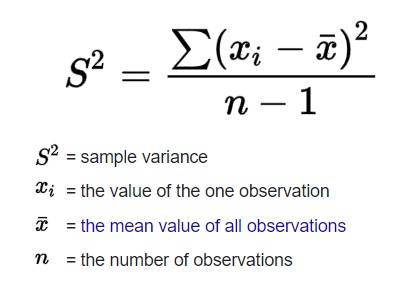 S² = ∑(xᵢ − x̄)² / n − 1
S² = sample variance
xᵢ = the value of the one observation
x̄ = the mean value of all observations
n = the number of observations